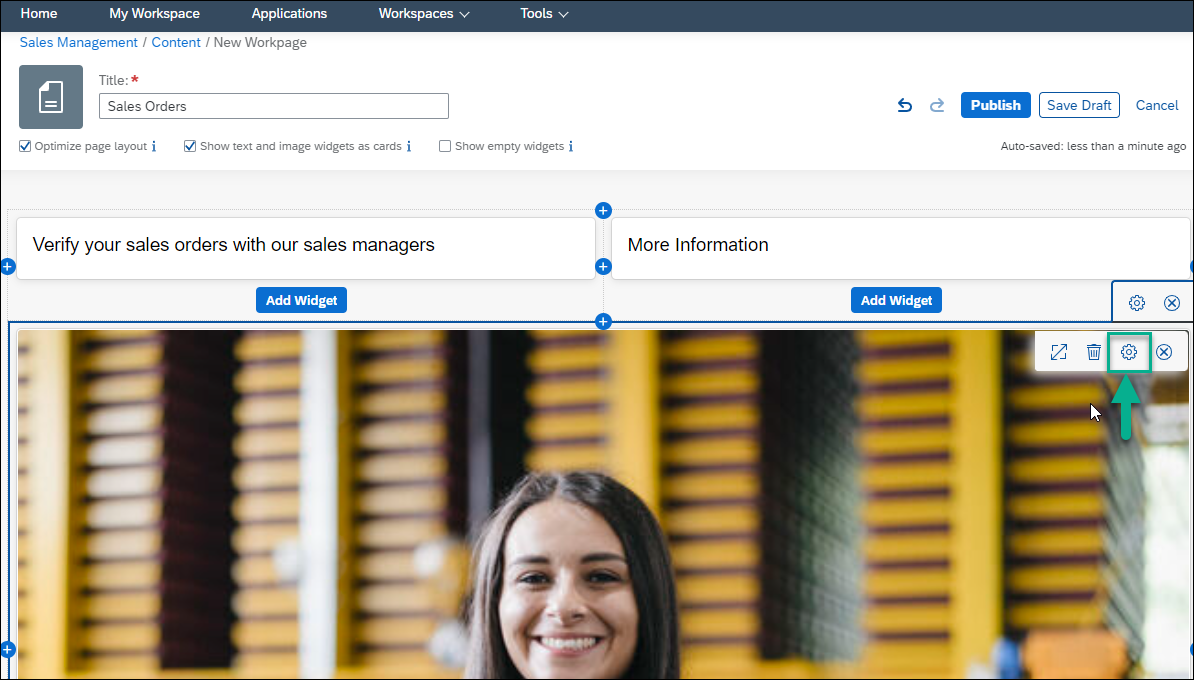 Home My Workspace Applications Workspaces Tools
Sales Management / Content / New Workpage
Title: *
Sales Orders
Publish Save Draft Cancel
Optimize page layout i Show text and image widgets as cards i Show empty widgets i Auto-saved: less than a minute ago
Verify your sales orders with our sales managers More Information
Add Widget Add Widget